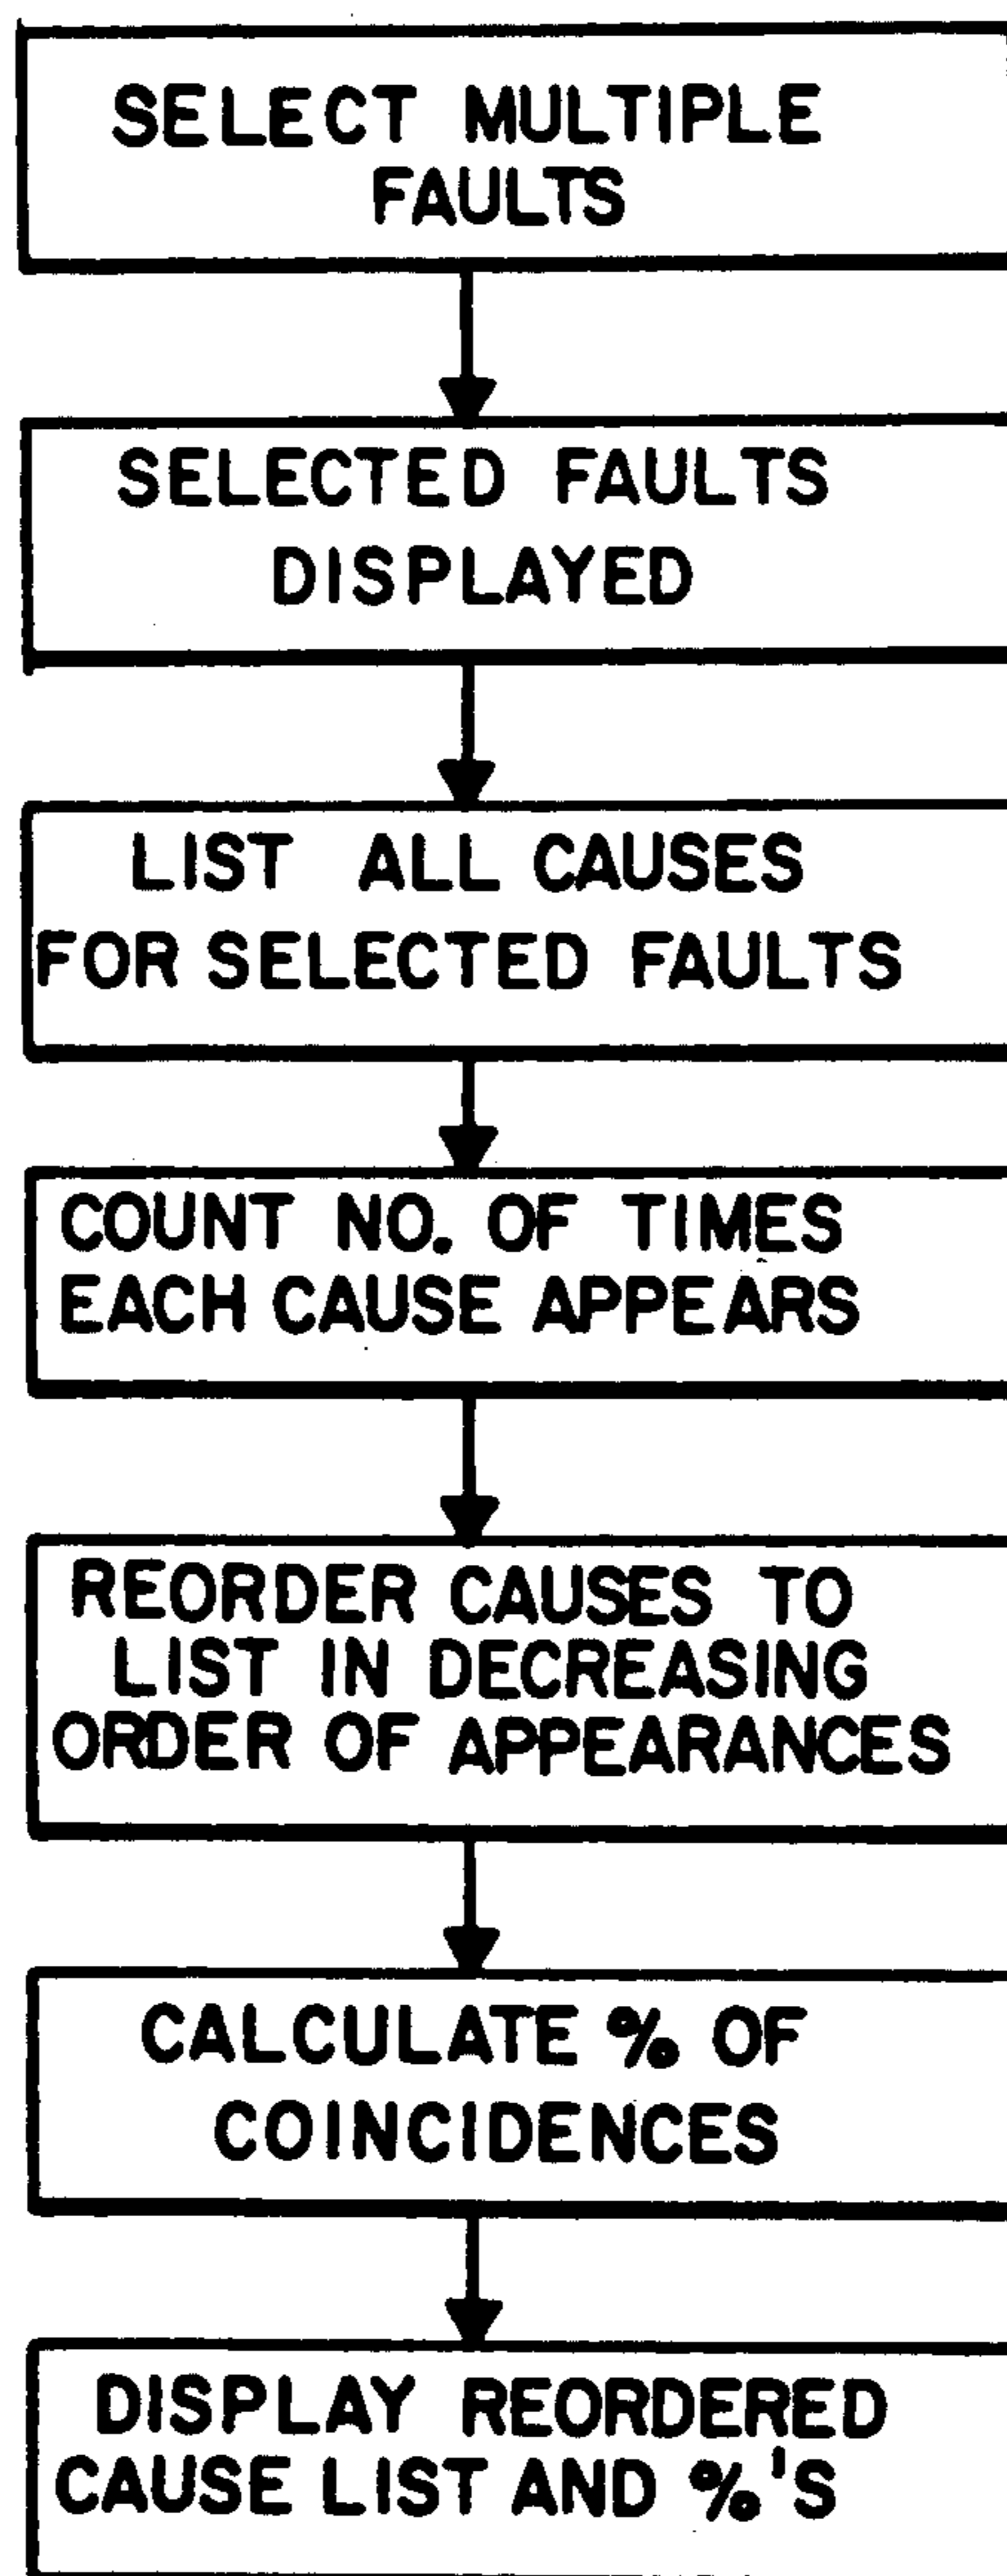 SELECT MULTIPLE
FAULTS
SELECTED FAULTS
DISPLAYED
LIST ALL CAUSES
FOR SELECTED FAULTS
COUNT NO. OF TIMES
EACH CAUSE APPEARS
REORDER CAUSES TO
LIST IN DECREASING
ORDER OF APPEARANCES
CALCULATE % OF
COINCIDENCES
DISPLAY REORDERED
CAUSE LIST AND %'S